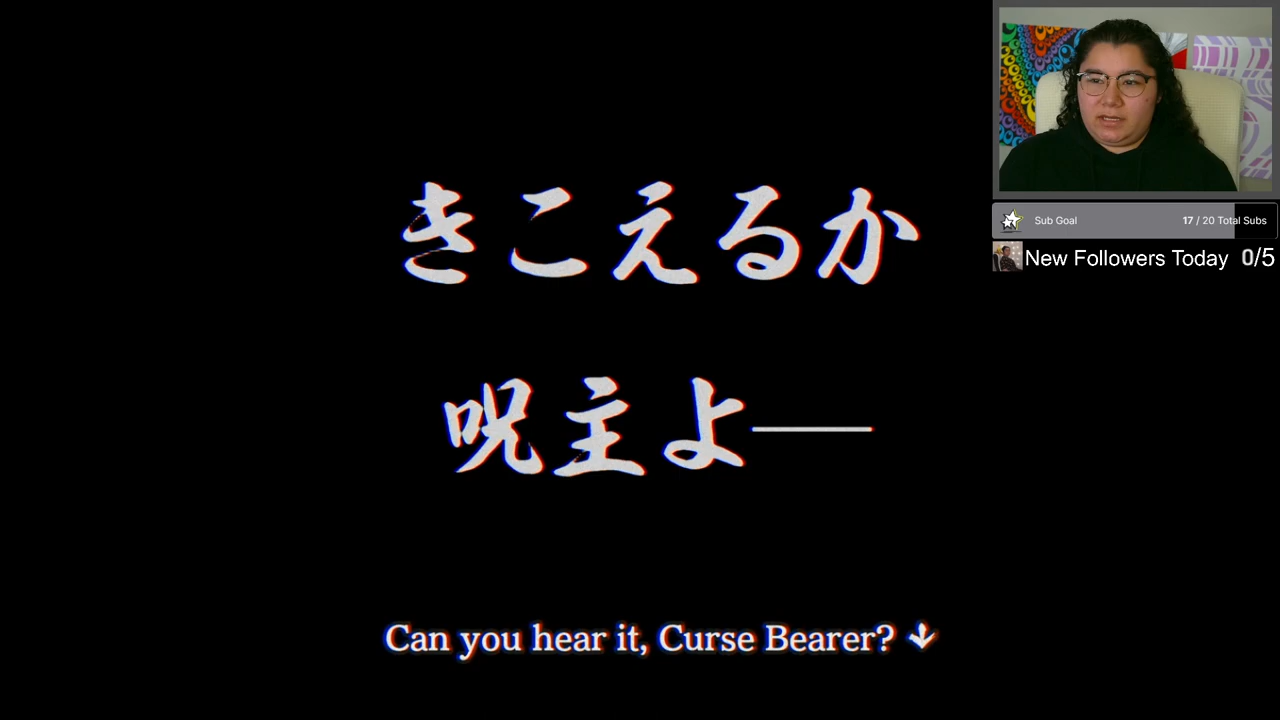 きこえるか
呪主よ――
Can you hear it, Curse Bearer?
Sub Goal 17 / 20 Total Subs
New Followers Today 0/5